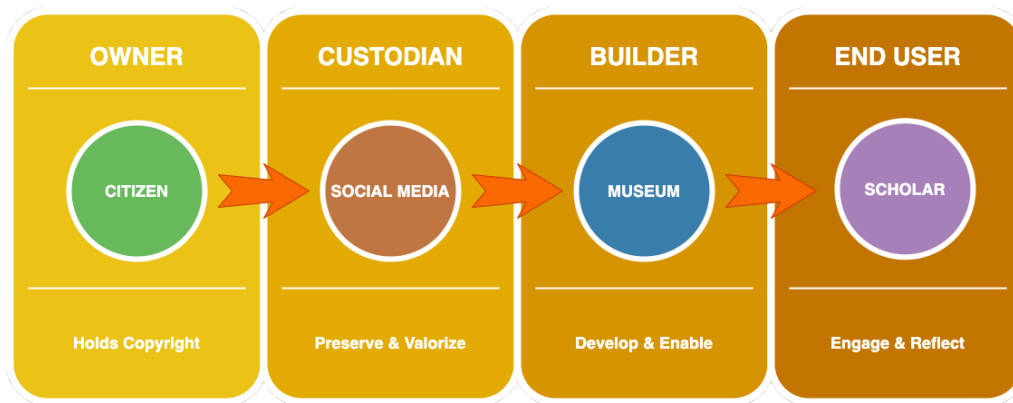 OWNER
CITIZEN
Holds Copyright
CUSTODIAN
SOCIAL MEDIA
Preserve & Valorize
BUILDER
MUSEUM
Develop & Enable
END USER
SCHOLAR
Engage & Reflect